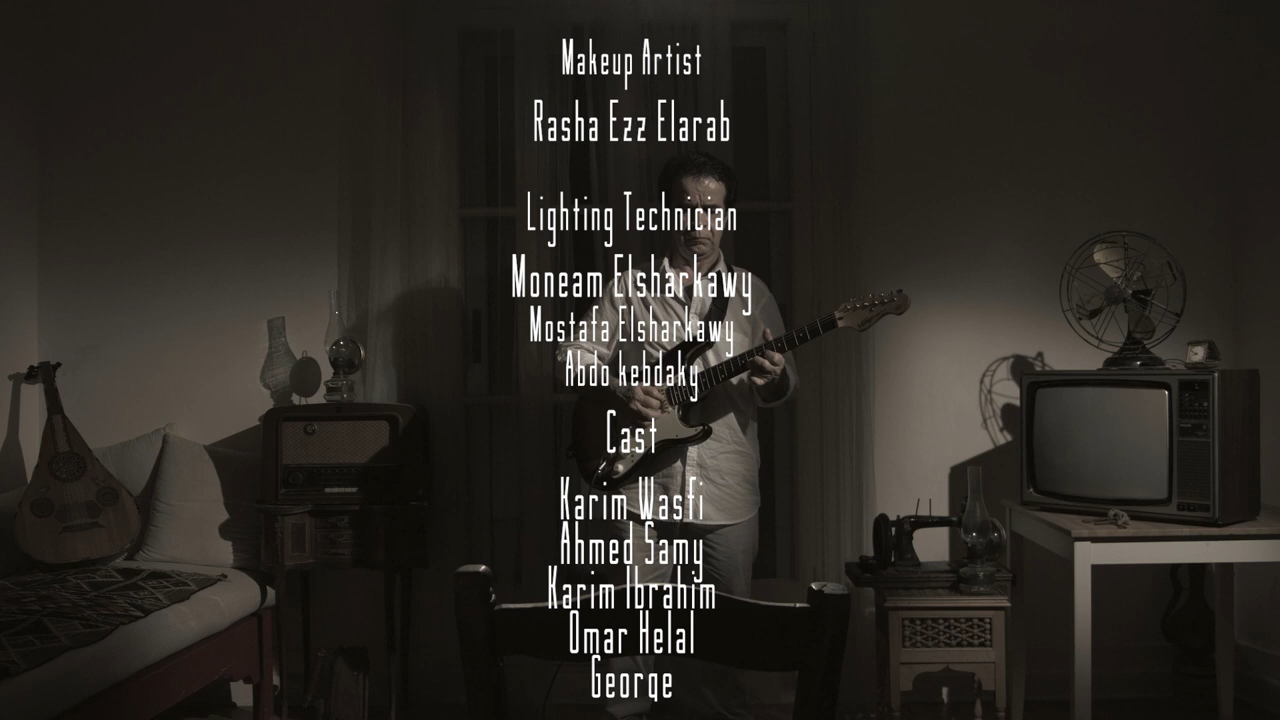 Makeup Artist
Rasha Ezz Elarab
Lighting Technician
Moneam Elsharkawy
Mostafa Elsharkawy
Abdo kebdaky
Cast
Karim Wasfi
Ahmed Samy
Karim Ibrahim
Omar Helal
George